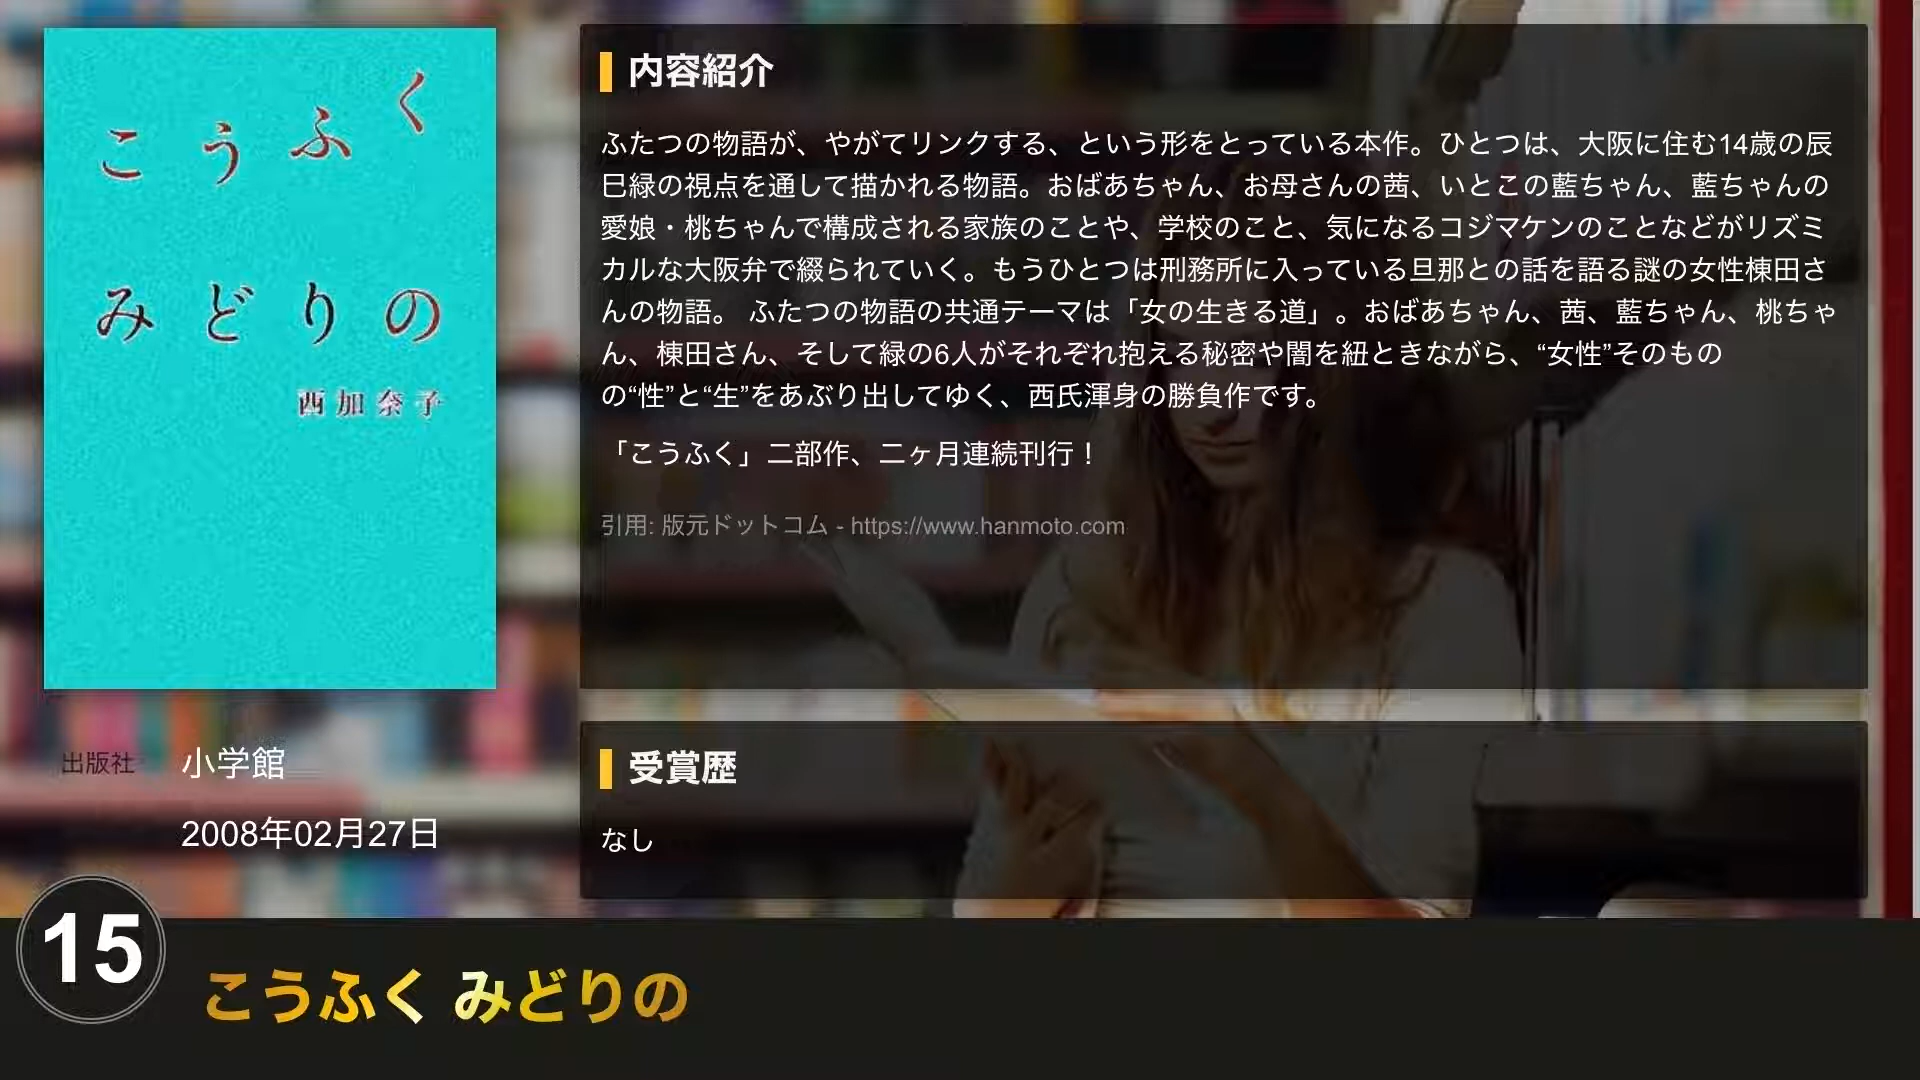 こうふく
みどりの
西加奈子
内容紹介
ふたつの物語が、やがてリンクする、という形をとっている本作。ひとつは、大阪に住む14歳の辰
巳緑の視点を通して描かれる物語。おばあちゃん、お母さんの茜、いとこの藍ちゃん、藍ちゃんの
愛娘・桃ちゃんで構成される家族のことや、学校のこと、気になるコジマケンのことなどがリズミ
カルな大阪弁で綴られていく。もうひとつは刑務所に入っている旦那との話を語る謎の女性棟田さ
んの物語。 ふたつの物語の共通テーマは「女の生きる道」。おばあちゃん、茜、藍ちゃん、桃ちゃ
ん、棟田さん、そして緑の6人がそれぞれ抱える秘密や闇を紐ときながら、“女性”そのもの
の“性”と“生”をあぶり出してゆく、西氏渾身の勝負作です。
「こうふく」二部作、二ヶ月連続刊行！
引用: 版元ドットコム - https://www.hanmoto.com
出版社 小学館
2008年02月27日
受賞歴
なし
15
こうふく みどりの